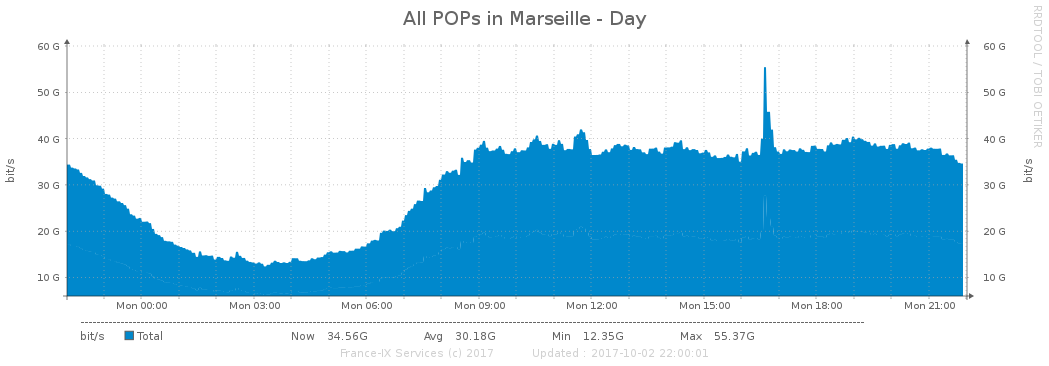 All POPs in Marseille - Day
RRDTOOL / TOBI OETIKER
60 G 60 G
50 G 50 G
40 G 40 G
30 G 30 G
20 G 20 G
10 G 10 G
bit/s
bit/s
Mon 00:00 Mon 03:00 Mon 06:00 Mon 09:00 Mon 12:00 Mon 15:00 Mon 18:00 Mon 21:00
bit/s Total Now 34.56G Avg 30.18G Min 12.35G Max 55.37G
France-IX Services (c) 2017 Updated : 2017-10-02 22:00:01